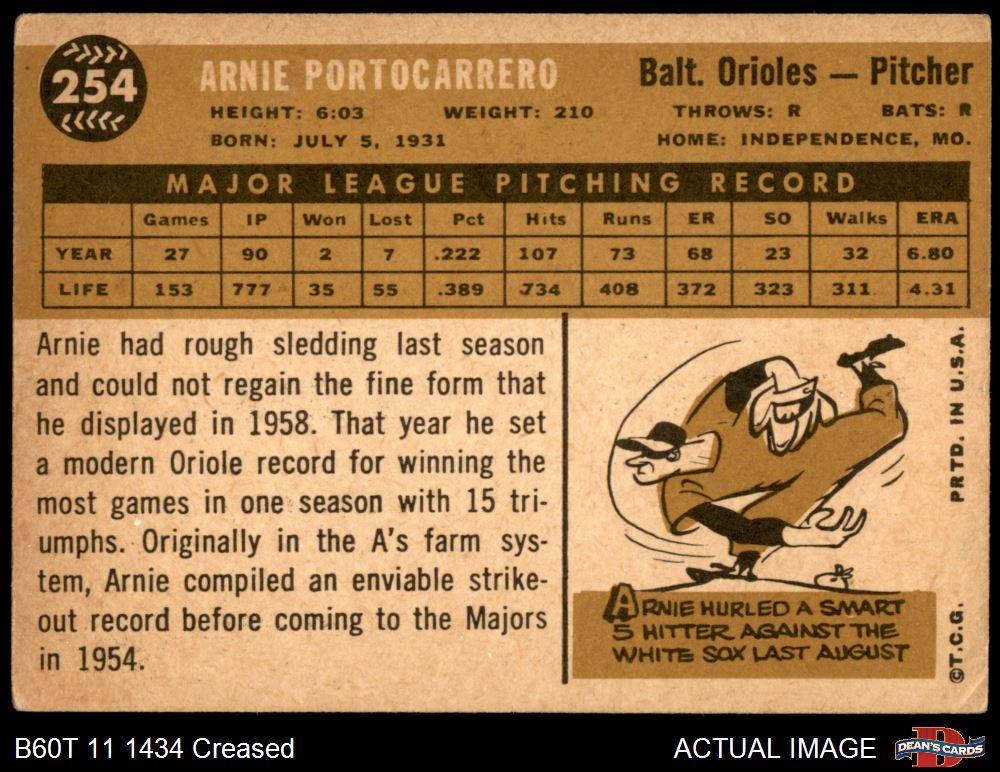 254
ARNIE PORTOCARRERO
Balt. Orioles — Pitcher
HEIGHT: 6:03 WEIGHT: 210 THROWS: R BATS: R
BORN: JULY 5, 1931 HOME: INDEPENDENCE, MO.
MAJOR LEAGUE PITCHING RECORD
Games IP Won Lost Pct Hits Runs ER SO Walks ERA
YEAR 27 90 2 7 .222 107 73 68 23 32 6.80
LIFE 153 777 35 55 .389 734 408 372 323 311 4.31
Arnie had rough sledding last season
and could not regain the fine form that
he displayed in 1958. That year he set
a modern Oriole record for winning the
most games in one season with 15 tri-
umphs. Originally in the A's farm sys-
tem, Arnie compiled an enviable strike-
out record before coming to the Majors
in 1954.
ARNIE HURLED A SMART
5 HITTER AGAINST THE
WHITE SOX LAST AUGUST
©T.C.G. PRTD. IN U.S.A.
B60T 11 1434 Creased
ACTUAL IMAGE
DEAN'S CARDS